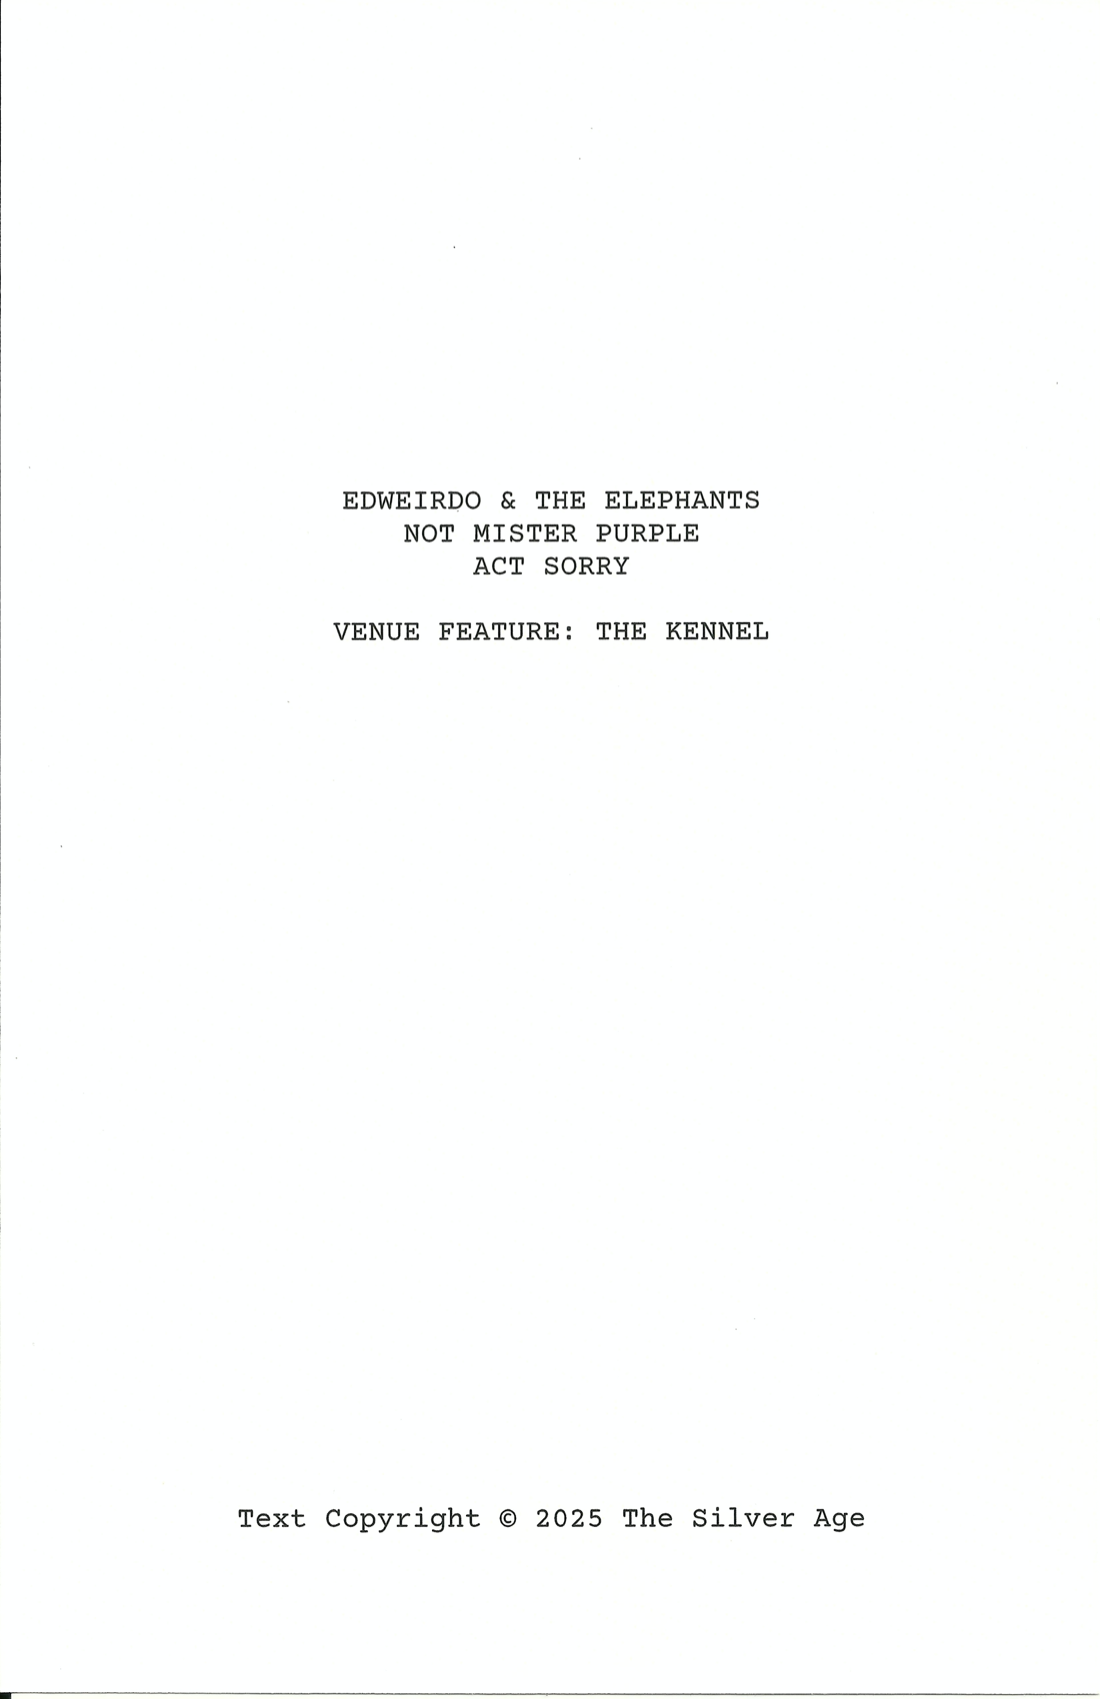 EDWEIRDO & THE ELEPHANTS
NOT MISTER PURPLE
ACT SORRY
VENUE FEATURE: THE KENNEL
Text Copyright © 2025 The Silver Age